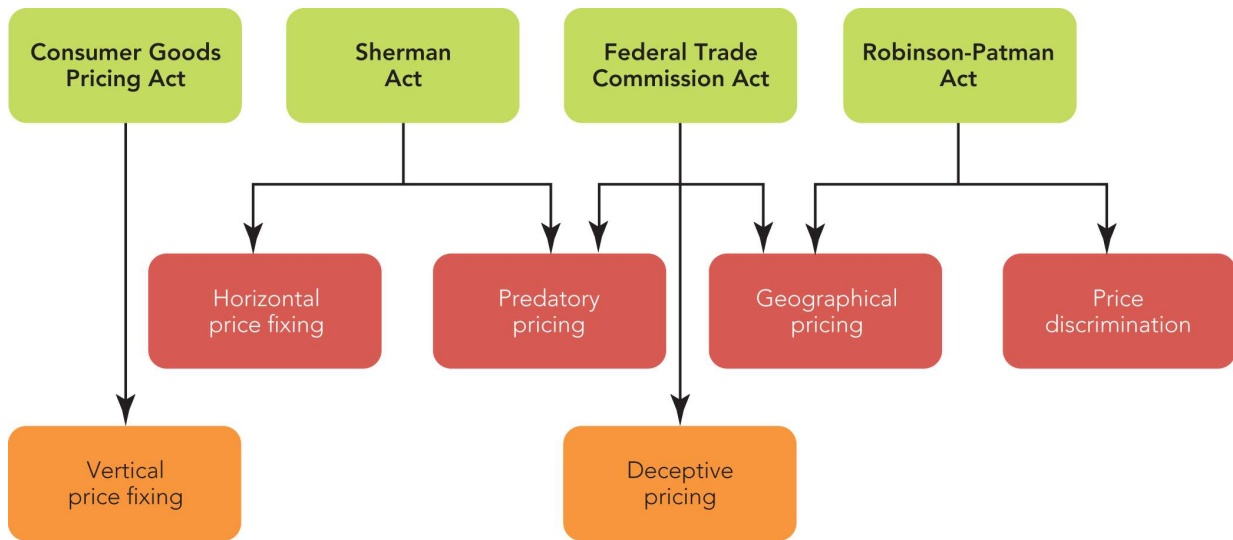 Consumer Goods
Pricing Act
Sherman
Act
Federal Trade
Commission Act
Robinson-Patman
Act
Horizontal
price fixing
Predatory
pricing
Geographical
pricing
Price
discrimination
Vertical
price fixing
Deceptive
pricing